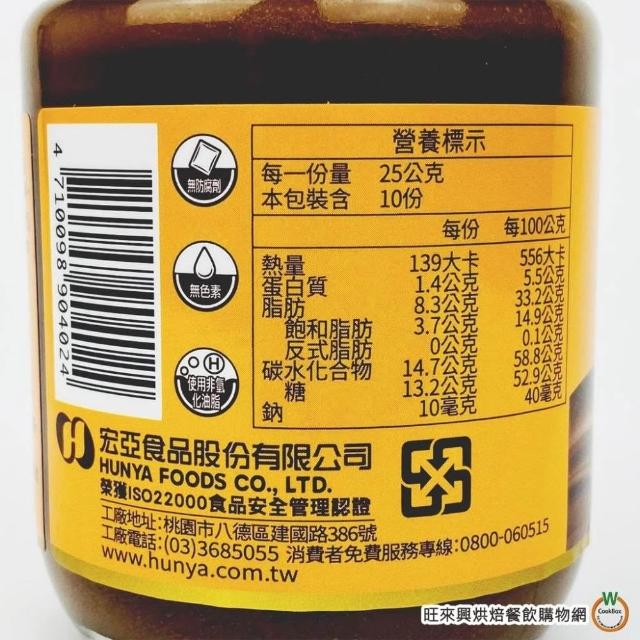 4 710098 904024
無防腐劑
無色素
H
使用非氫
化油脂
營養標示
每一份量 25公克
本包裝含 10份
每份 每100公克
熱量 139大卡 556大卡
蛋白質 1.4公克 5.5公克
脂肪 8.3公克 33.2公克
飽和脂肪 3.7公克 14.9公克
反式脂肪 0公克 0.1公克
碳水化合物 14.7公克 58.8公克
糖 13.2公克 52.9公克
鈉 10毫克 40毫克
宏亞食品股份有限公司
HUNYA FOODS CO., LTD.
榮獲ISO22000食品安全管理認證
工廠地址:桃園市八德區建國路386號
工廠電話:(03)3685055 消費者免費服務專線:0800-060515
www.hunya.com.tw
W
CookBox
旺來興烘焙餐飲購物網